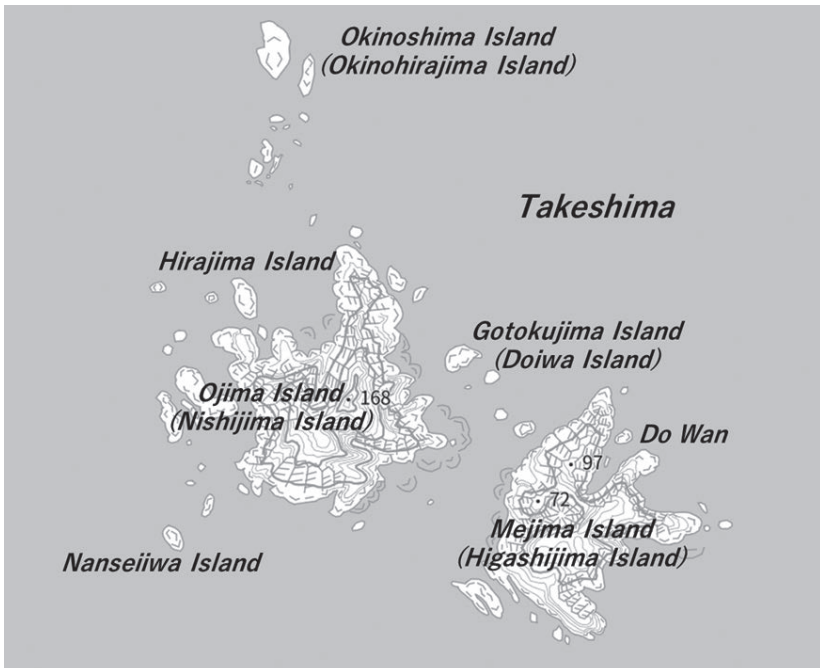 Okinoshima Island
(Okinohirajima Island)
Takeshima
Hirajima Island
Gotokujima Island
(Doiwa Island)
Ojima Island
168
(Nishijima Island)
Do Wan
97
72
Mejima Island
(Higashijima Island)
Nanseiiwa Island